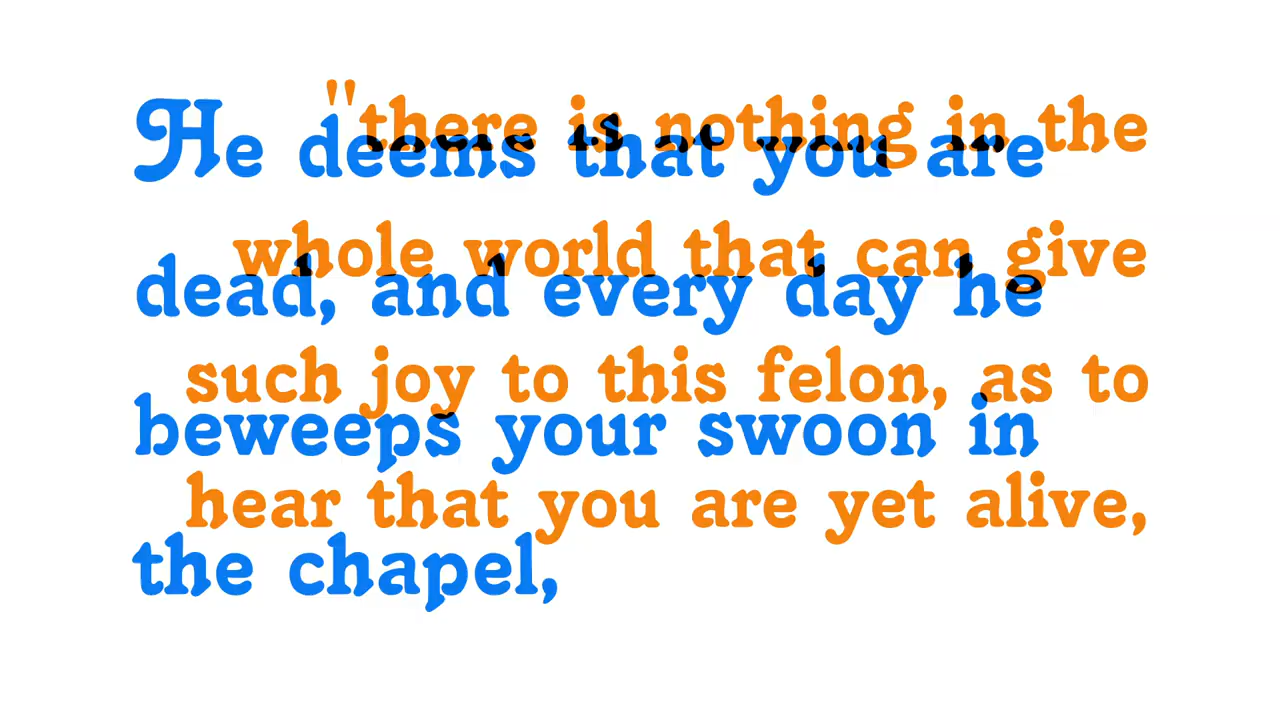 "there is nothing in the
whole world that can give
such joy to this felon, as to
hear that you are yet alive,
He deems that you are
dead, and every day he
beweeps your swoon in
the chapel,